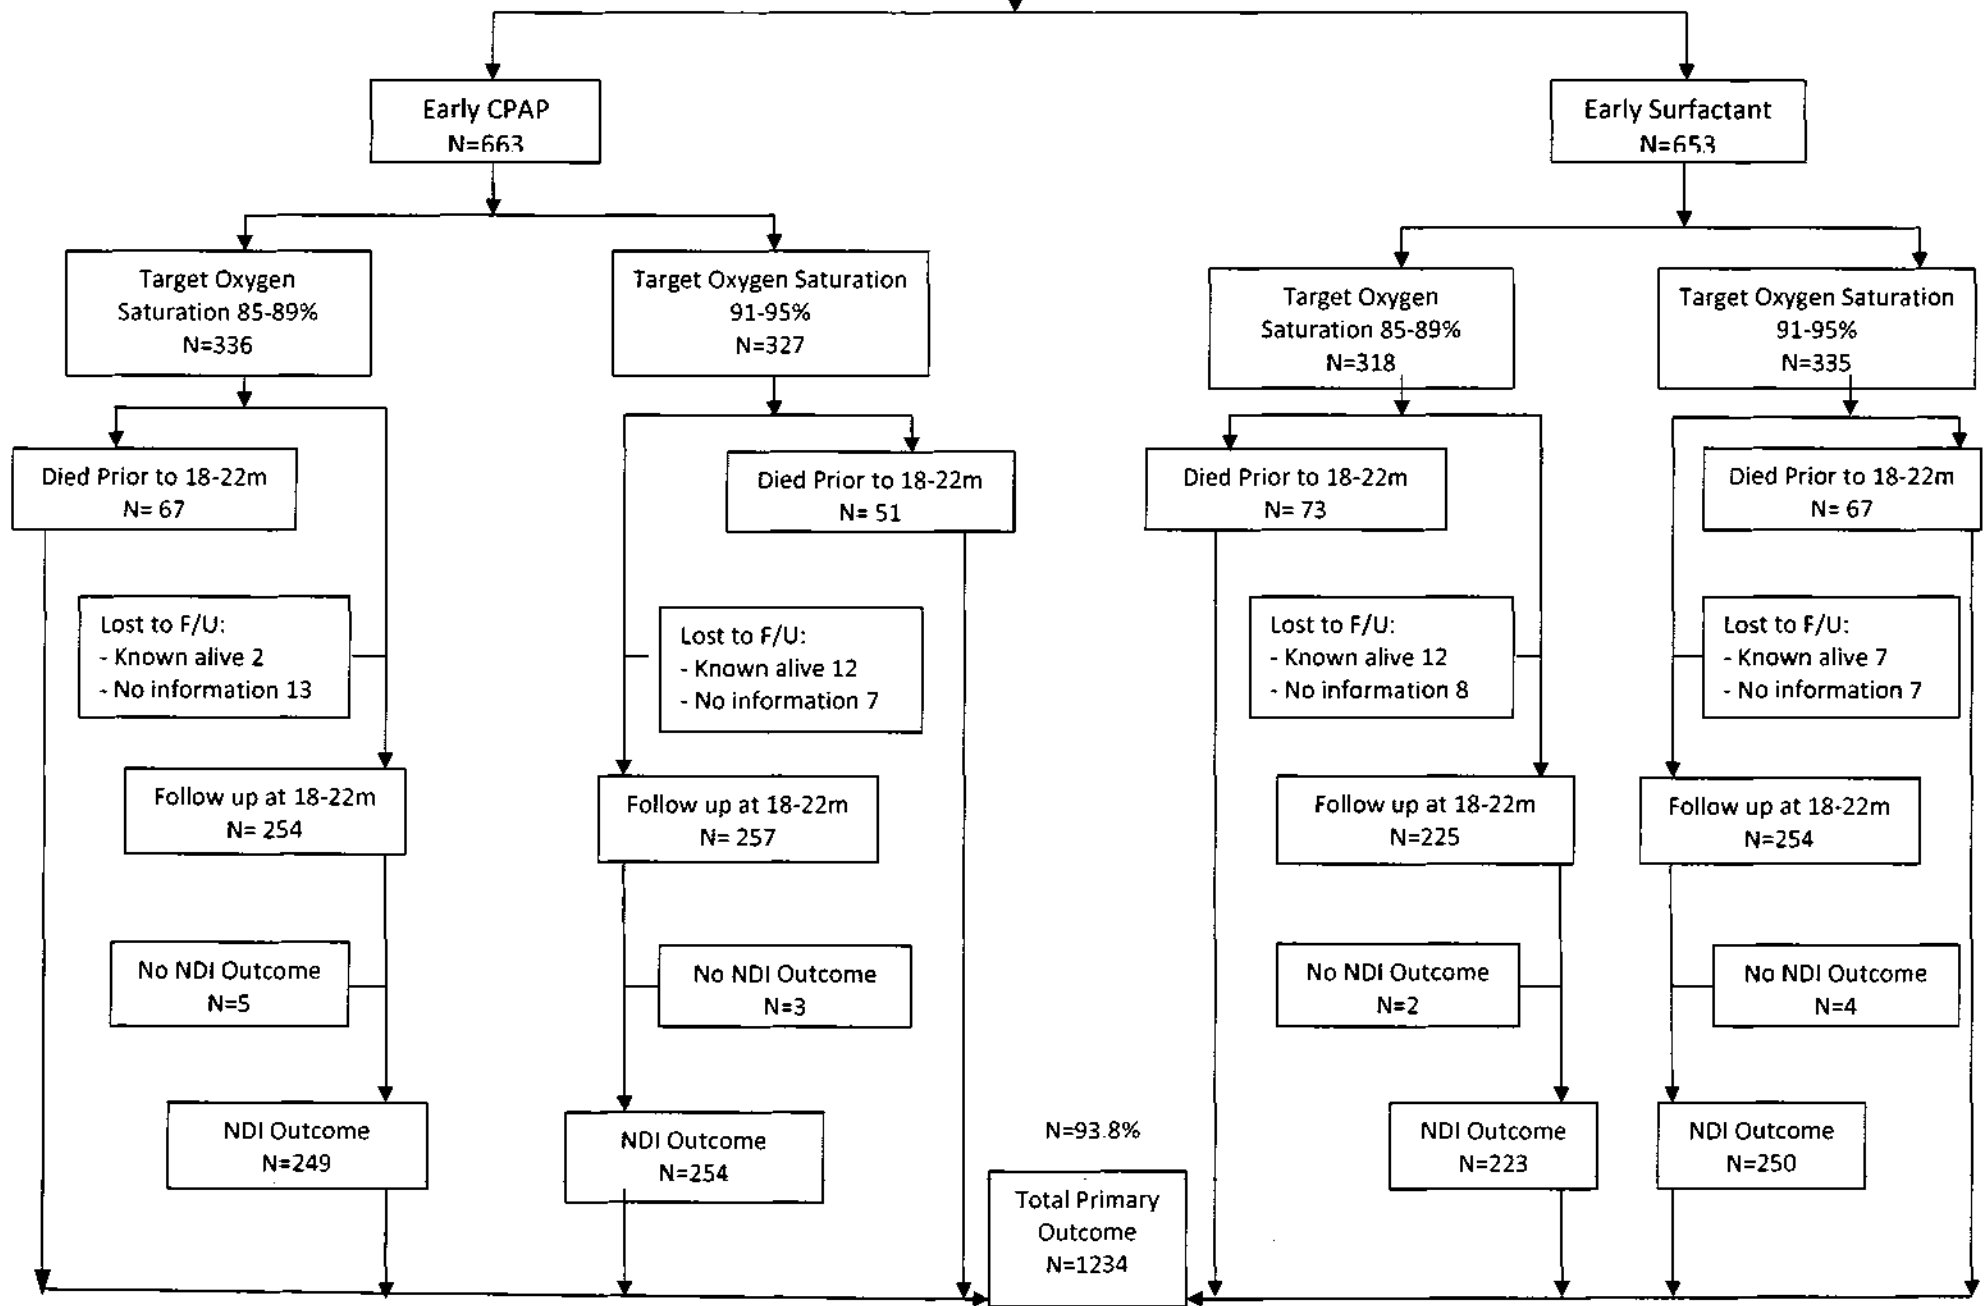 Early CPAP
N=663
Early Surfactant
N=653
Target Oxygen
Saturation 85-89%
N=336
Target Oxygen Saturation
91-95%
N=327
Target Oxygen
Saturation 85-89%
N=318
Target Oxygen Saturation
91-95%
N=335
Died Prior to 18-22m
N= 67
Died Prior to 18-22m
N= 51
Died Prior to 18-22m
N= 73
Died Prior to 18-22m
N= 67
Lost to F/U:
- Known alive 2
- No information 13
Lost to F/U:
- Known alive 12
- No information 7
Lost to F/U:
- Known alive 12
- No information 8
Lost to F/U:
- Known alive 7
- No information 7
Follow up at 18-22m
N= 254
Follow up at 18-22m
N= 257
Follow up at 18-22m
N=225
Follow up at 18-22m
N=254
No NDI Outcome
N=5
No NDI Outcome
N=3
No NDI Outcome
N=2
No NDI Outcome
N=4
NDI Outcome
N=249
NDI Outcome
N=254
N=93.8%
Total Primary
Outcome
N=1234
NDI Outcome
N=223
NDI Outcome
N=250